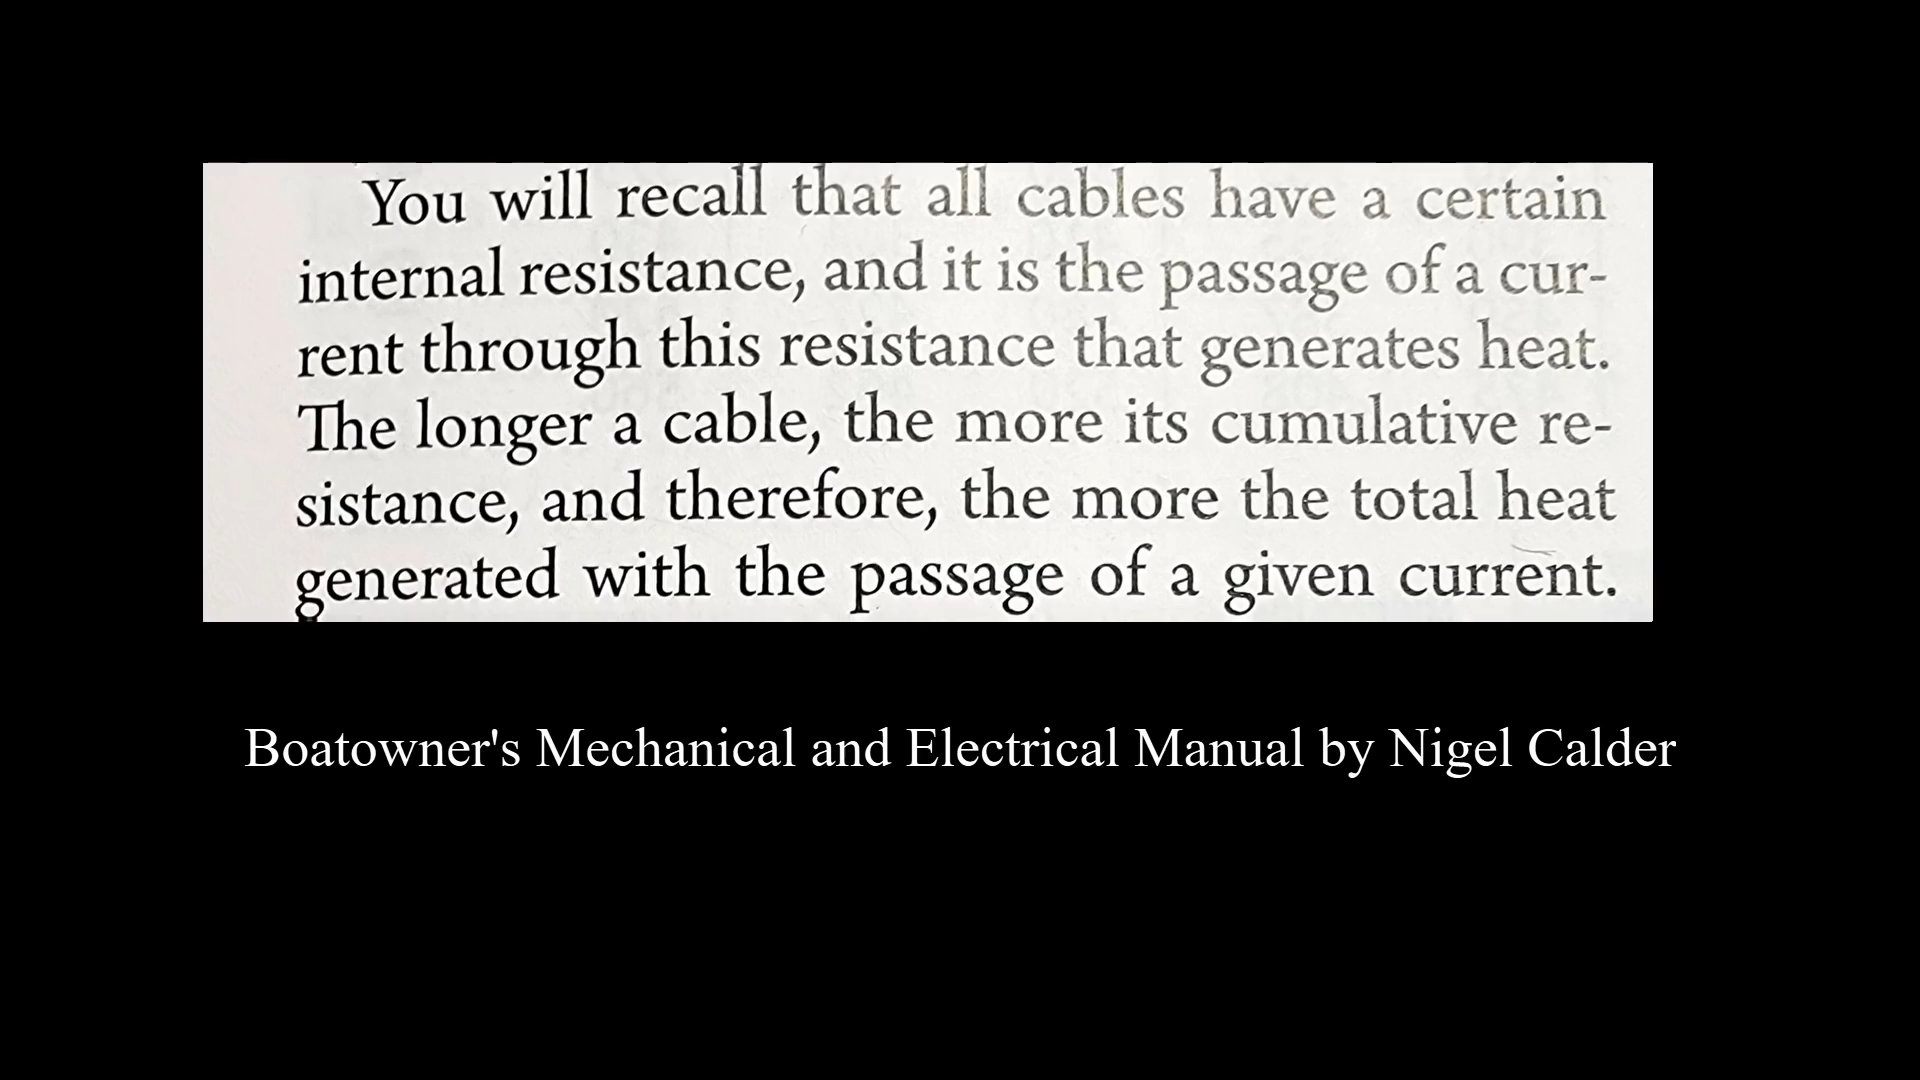 You will recall that all cables have a certain
internal resistance, and it is the passage of a cur-
rent through this resistance that generates heat.
The longer a cable, the more its cumulative re-
sistance, and therefore, the more the total heat
generated with the passage of a given current.
Boatowner's Mechanical and Electrical Manual by Nigel Calder